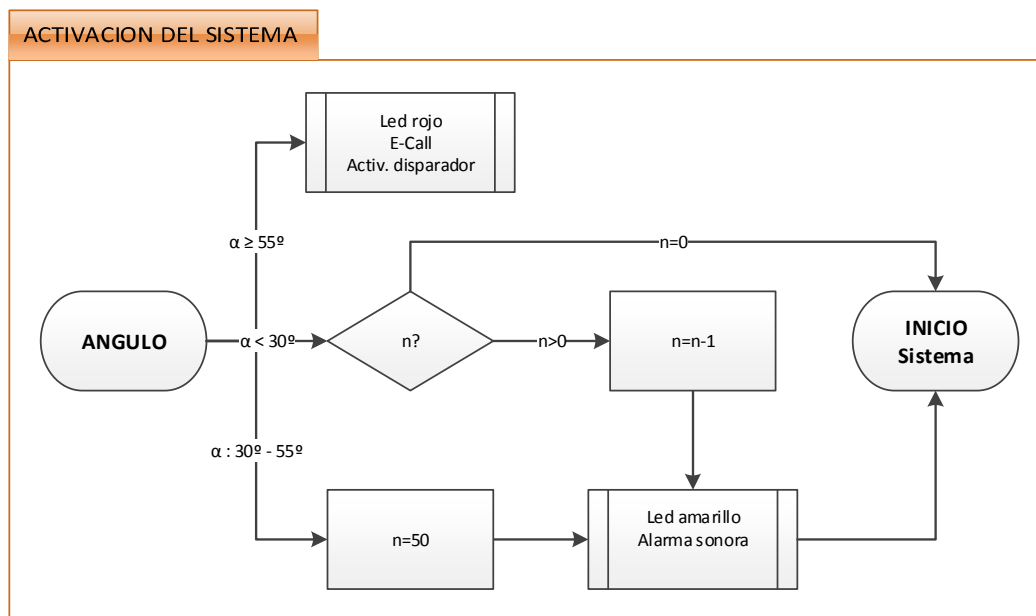 ACTIVACION DEL SISTEMA
Led rojo
E-Call
Activ. disparador
α ≥ 55º
n=0
ANGULO
α < 30º
n?
n>0
n=n-1
INICIO
Sistema
α : 30º - 55º
n=50
Led amarillo
Alarma sonora